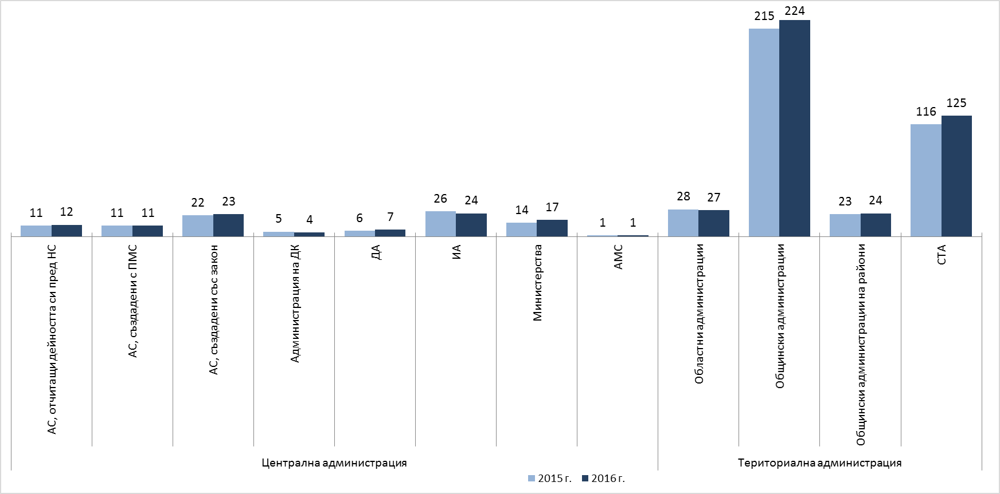 215
224
116
125
11
12
11
11
22
23
5
4
6
7
26
24
14
17
1
1
28
27
23
24
АС, отчитащи дейността си пред НС
АС, създадени с ПМС
АС, създадени със закон
Администрация на ДК
ДА
ИА
Министерства
АМС
Областни администрации
Общински администрации
Общински администрации на райони
СТА
Централна администрация
Териториална администрация
2015 г.
2016 г.